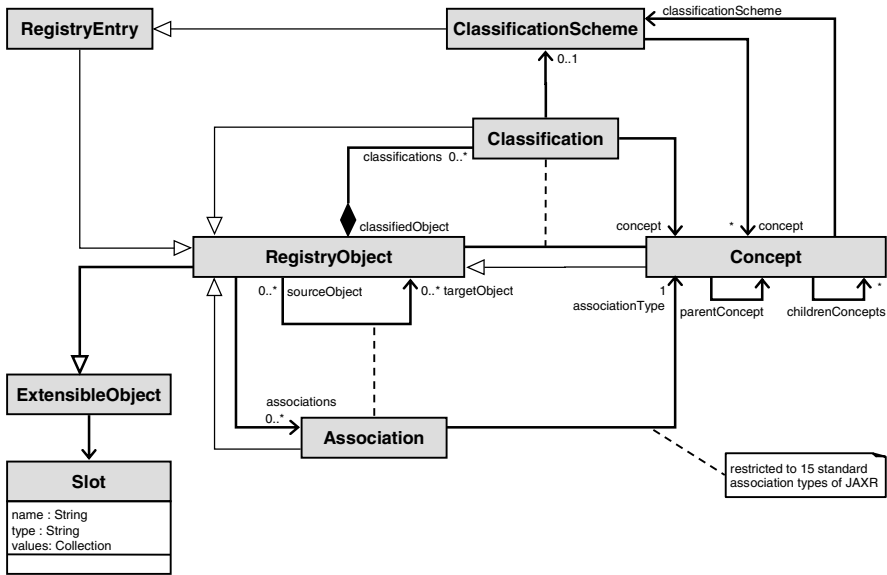 RegistryEntry
ClassificationScheme
classificationScheme
0..1
Classification
classifications 0..*
classifiedObject
concept
* concept
RegistryObject
Concept
0..* sourceObject
0..* targetObject
1
associationType
parentConcept
*
childrenConcepts
ExtensibleObject
associations
0..*
Association
restricted to 15 standard
association types of JAXR
Slot
name : String
type : String
values: Collection